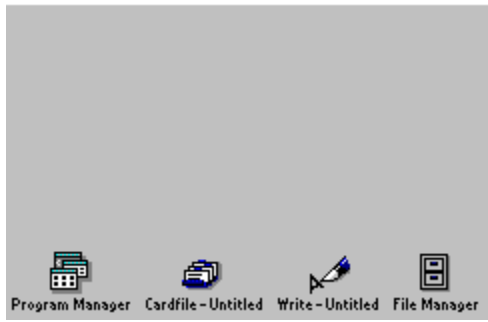 Program Manager
Cardfile - Untitled
Write - Untitled
File Manager